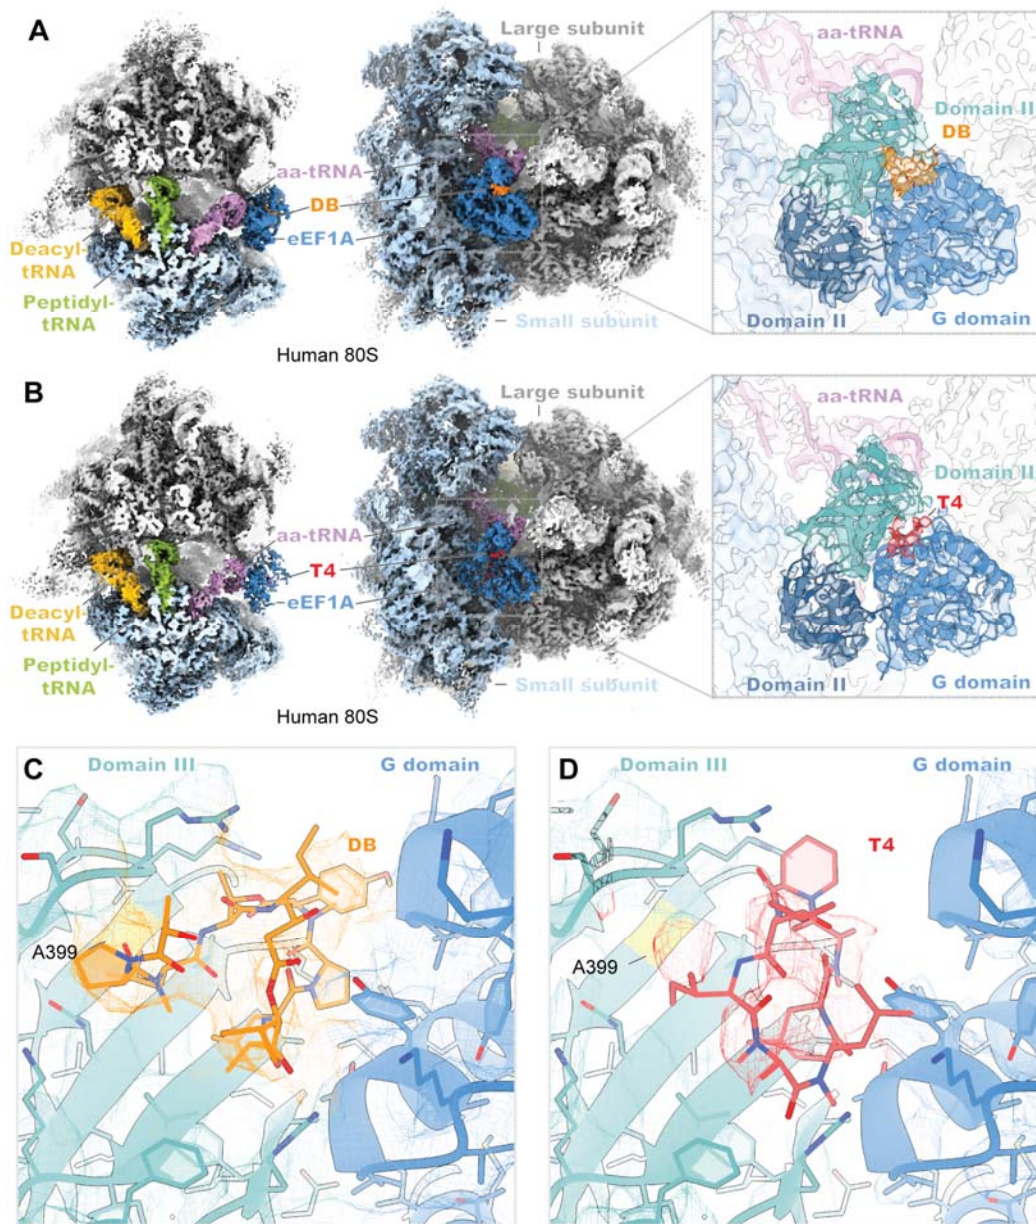 A
Large subunit
aa-tRNA
Domain II
DB
aa-tRNA
DB
eEF1A
Deacyl-
tRNA
Peptidyl-
tRNA
Small subunit
Domain II
G domain
Human 80S
B
Large subunit
aa-tRNA
Domain II
T4
aa-tRNA
T4
eEF1A
Deacyl-
tRNA
Peptidyl-
tRNA
Small subunit
Domain II
G domain
Human 80S
C
Domain III
G domain
DB
A399
D
Domain III
G domain
T4
A399